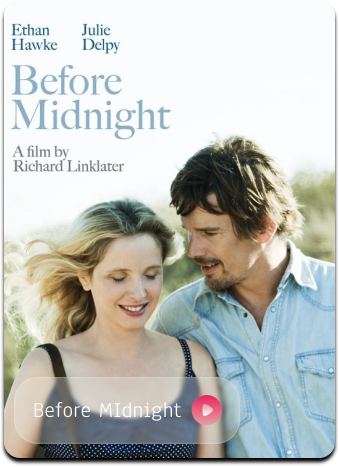 Ethan Hawke
Julie Delpy
Before
Midnight
A film by
Richard Linklater
Before MIdnight